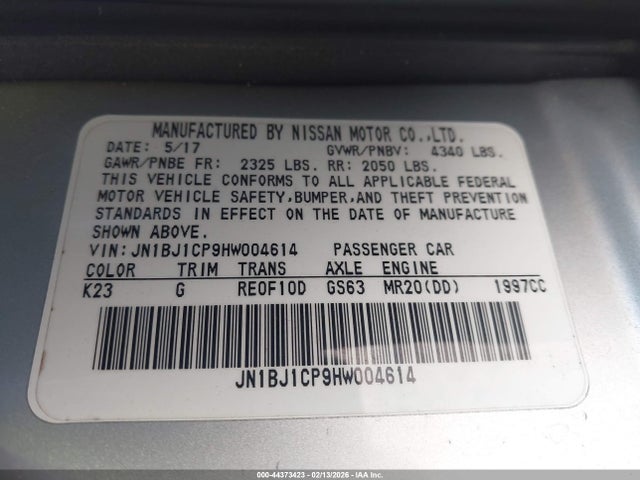 MANUFACTURED BY NISSAN MOTOR CO.,LTD.
DATE: 5/17 GVWR/PNBV: 4340 LBS.
GAWR/PNBE FR: 2325 LBS. RR: 2050 LBS.
THIS VEHICLE CONFORMS TO ALL APPLICABLE FEDERAL
MOTOR VEHICLE SAFETY,BUMPER,AND THEFT PREVENTION
STANDARDS IN EFFECT ON THE DATE OF MANUFACTURE
SHOWN ABOVE.
VIN: JN1BJ1CP9HW004614 PASSENGER CAR
COLOR TRIM TRANS AXLE ENGINE
K23 G RE0F10D GS63 MR20(DD) 1997CC
JN1BJ1CP9HW004614
000-44373423 - 02/13/2026 - IAA Inc.